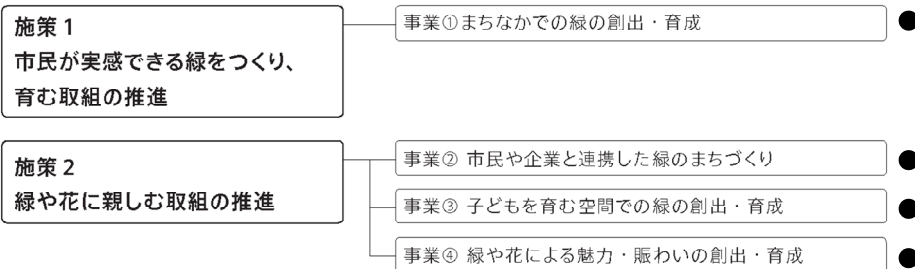 施策1
市民が実感できる緑をつくり、
育む取組の推進
事業①まちなかでの緑の創出・育成
施策2
緑や花に親しむ取組の推進
事業② 市民や企業と連携した緑のまちづくり
事業③ 子どもを育む空間での緑の創出・育成
事業④ 緑や花による魅力・賑わいの創出・育成